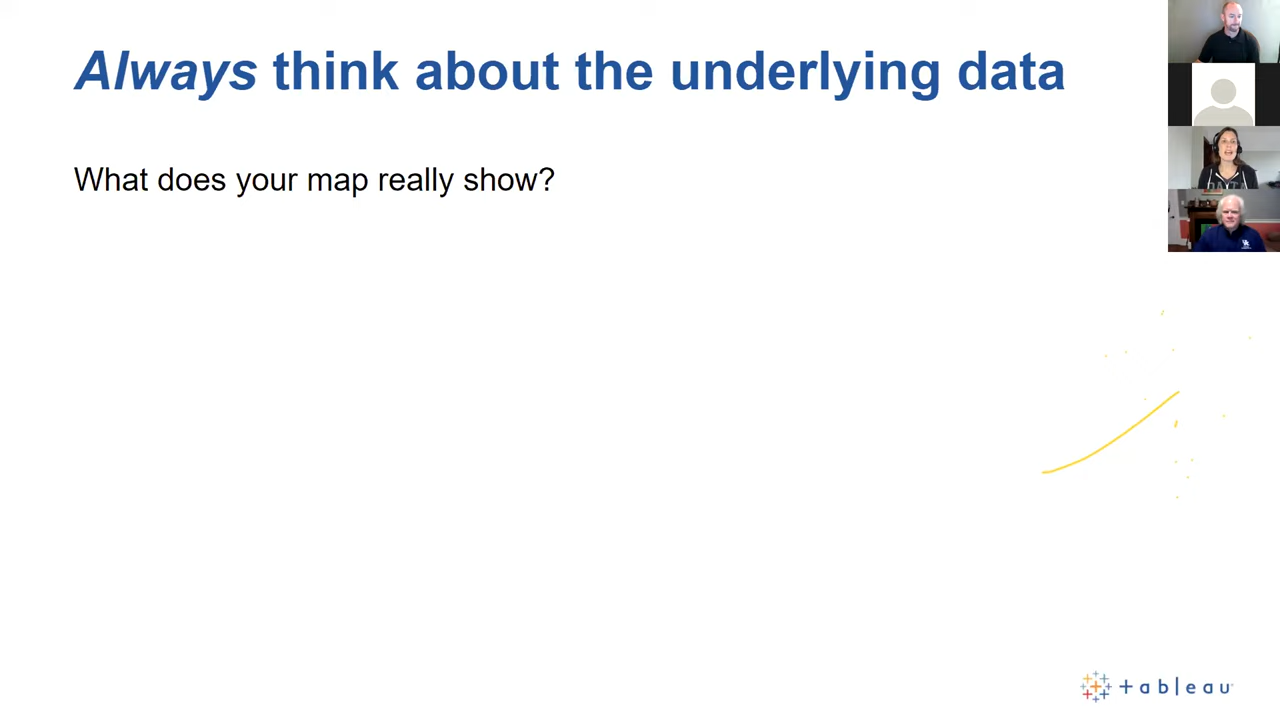 Always think about the underlying data
What does your map really show?
+ableau